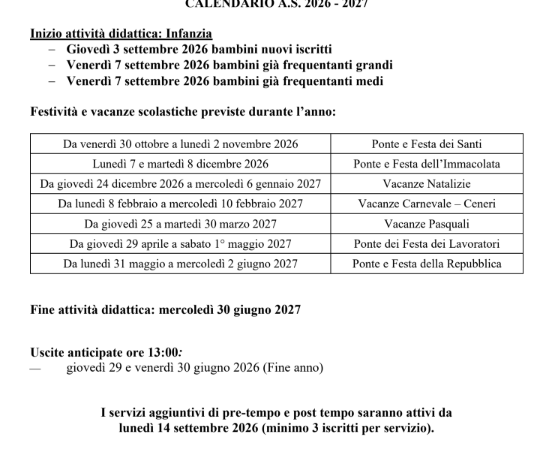 CALENDARIO A.S. 2026 - 2027
Inizio attività didattica: Infanzia
– Giovedì 3 settembre 2026 bambini nuovi iscritti
– Venerdì 7 settembre 2026 bambini già frequentanti grandi
– Venerdì 7 settembre 2026 bambini già frequentanti medi
Festività e vacanze scolastiche previste durante l'anno:
Da venerdì 30 ottobre a lunedì 2 novembre 2026 Ponte e Festa dei Santi
Lunedì 7 e martedì 8 dicembre 2026 Ponte e Festa dell'Immacolata
Da giovedì 24 dicembre 2026 a mercoledì 6 gennaio 2027 Vacanze Natalizie
Da lunedì 8 febbraio a mercoledì 10 febbraio 2027 Vacanze Carnevale – Ceneri
Da giovedì 25 a martedì 30 marzo 2027 Vacanze Pasquali
Da giovedì 29 aprile a sabato 1° maggio 2027 Ponte dei Festa dei Lavoratori
Da lunedì 31 maggio a mercoledì 2 giugno 2027 Ponte e Festa della Repubblica
Fine attività didattica: mercoledì 30 giugno 2027
Uscite anticipate ore 13:00:
— giovedì 29 e venerdì 30 giugno 2026 (Fine anno)
I servizi aggiuntivi di pre-tempo e post tempo saranno attivi da
lunedì 14 settembre 2026 (minimo 3 iscritti per servizio).